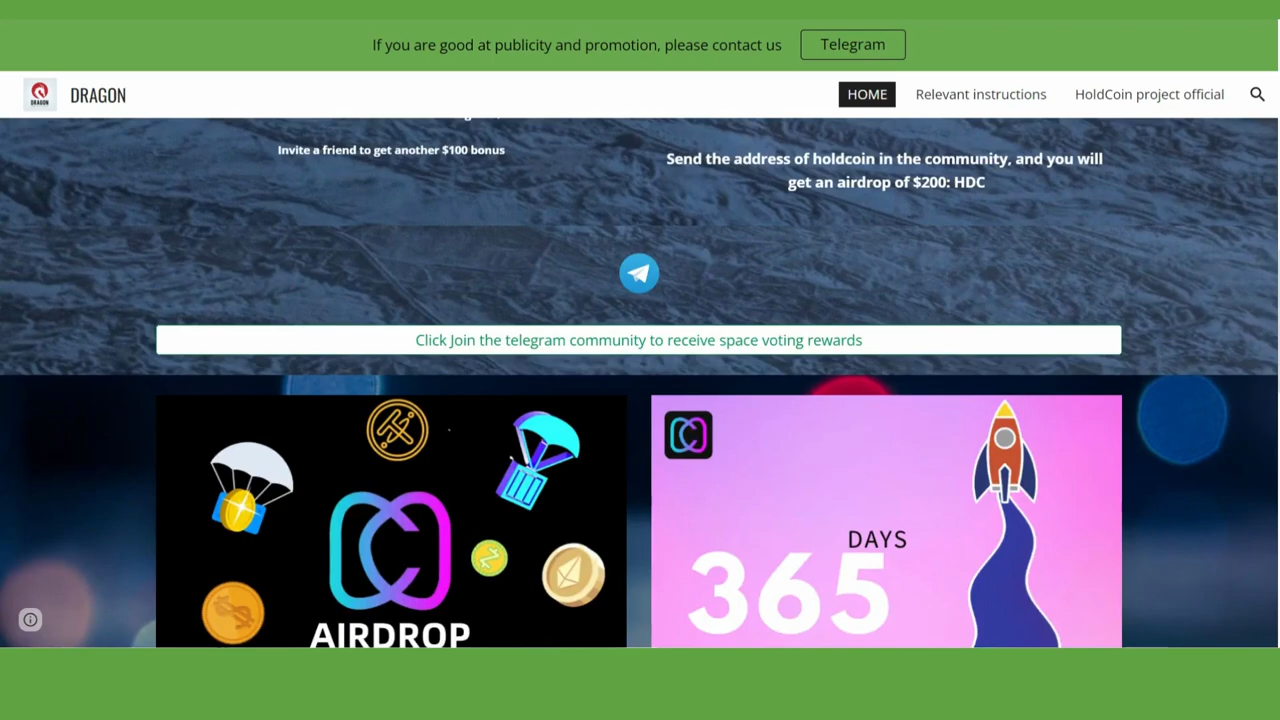 If you are good at publicity and promotion, please contact us
Telegram
DRAGON
DRAGON
HOME
Relevant instructions
HoldCoin project official
Invite a friend to get another $100 bonus
Send the address of holdcoin in the community, and you will
get an airdrop of $200: HDC
Click Join the telegram community to receive space voting rewards
AIRDROP
DAYS
365